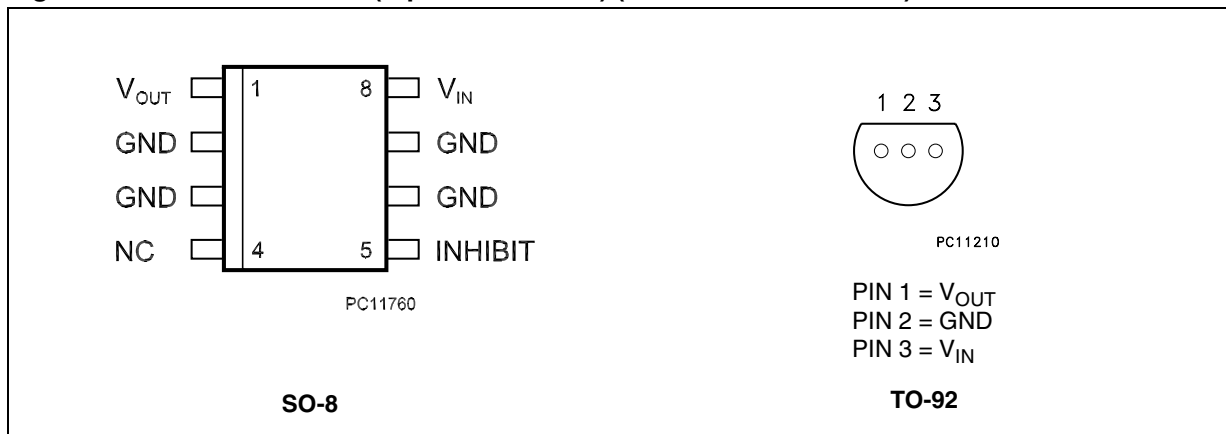 V_OUT 1 8 V_IN
GND GND
GND GND
NC 4 5 INHIBIT
PC11760
SO-8
1 2 3
PC11210
PIN 1 = V_OUT
PIN 2 = GND
PIN 3 = V_IN
TO-92